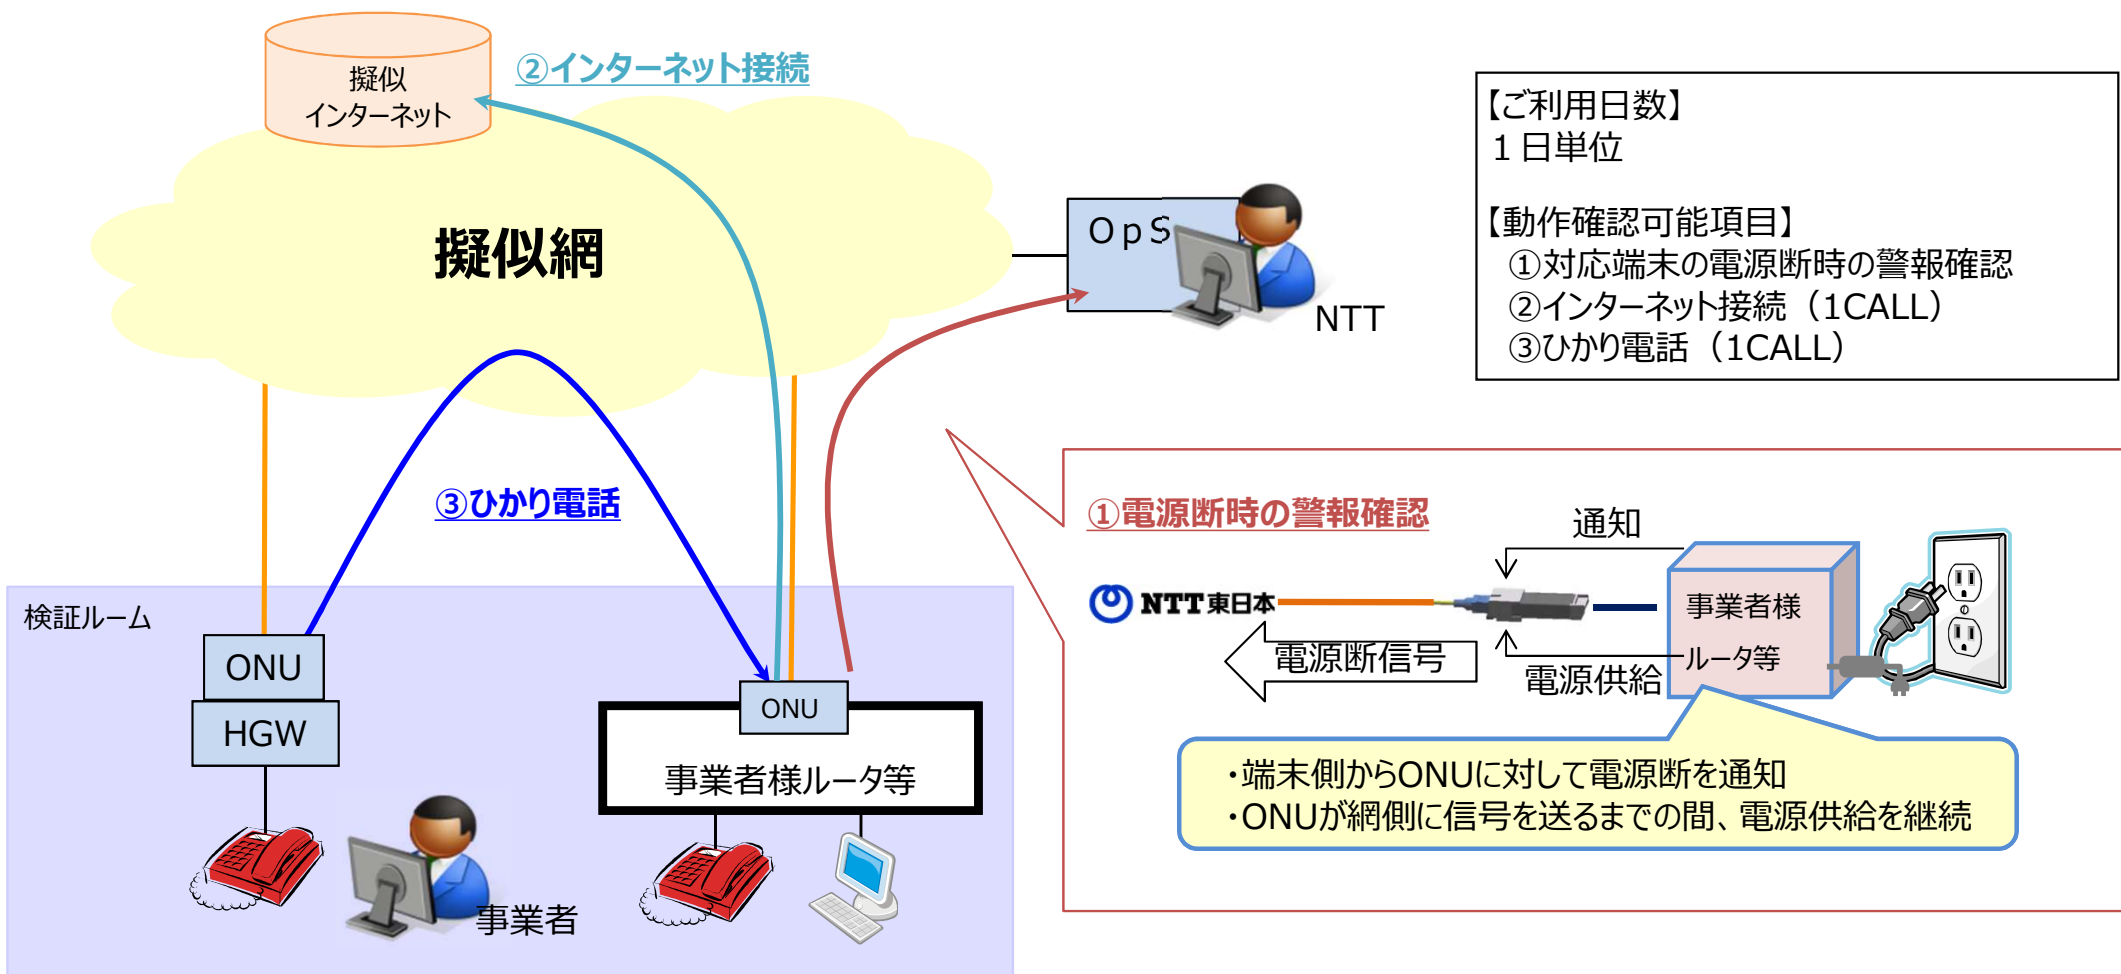 擬似
インターネット
②インターネット接続
擬似網
OpS
NTT
【ご利用日数】
１日単位
【動作確認可能項目】
①対応端末の電源断時の警報確認
②インターネット接続（1CALL）
③ひかり電話（1CALL）
③ひかり電話
検証ルーム
ONU
HGW
事業者
ONU
事業者様ルータ等
①電源断時の警報確認
通知
NTT東日本
電源断信号
電源供給
事業者様
ルータ等
・端末側からONUに対して電源断を通知
・ONUが網側に信号を送るまでの間、電源供給を継続